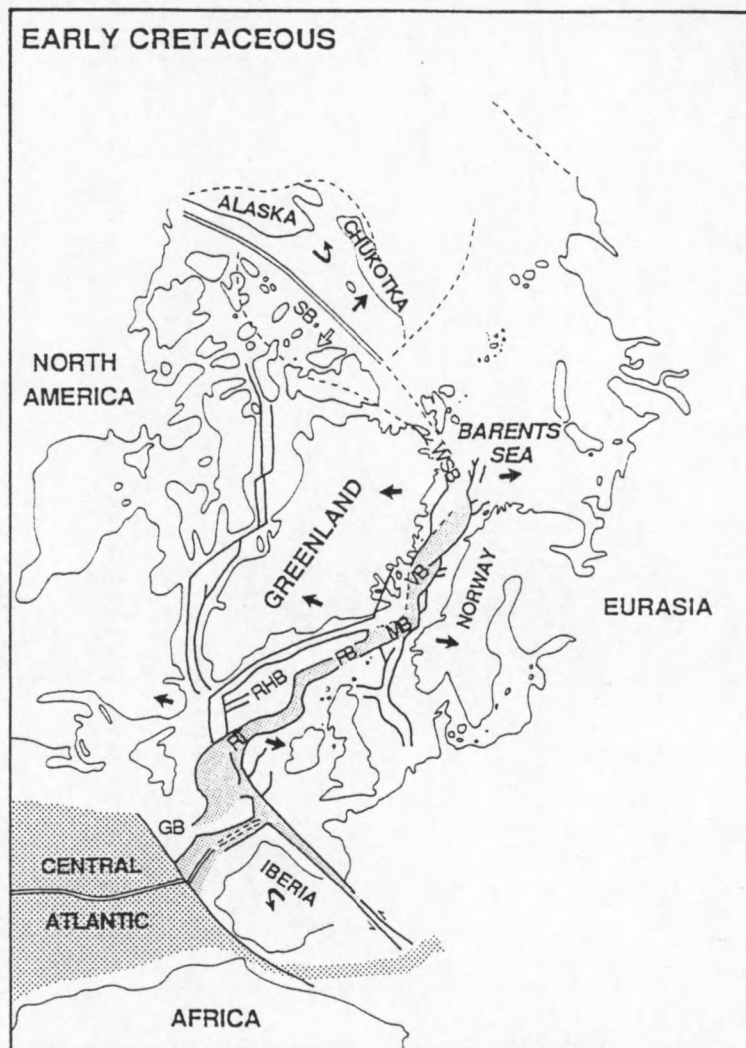 EARLY CRETACEOUS
ALASKA
CHUKOTKA
SB
NORTH
AMERICA
BARENTS
SEA
WSB
GREENLAND
VB
NORWAY
EURASIA
MB
FB
RHB
RT
GB
CENTRAL
IBERIA
ATLANTIC
AFRICA